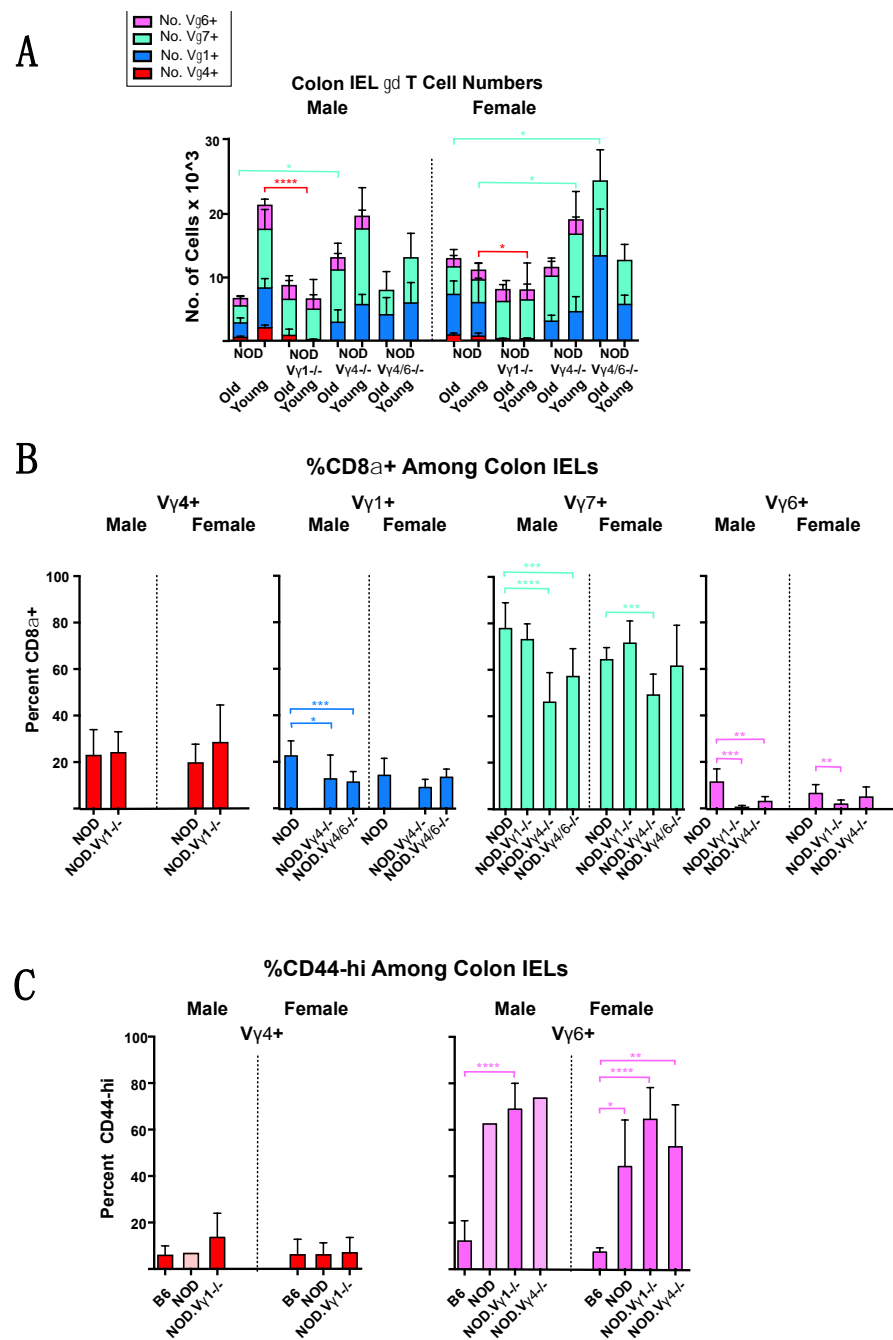 A
No. Vg6+
No. Vg7+
No. Vg1+
No. Vg4+
Colon IEL gd T Cell Numbers
Male Female
No. of Cells x 10^3
30
20
10
* **** * * *
NOD NOD NOD NOD NOD NOD NOD NOD
Vγ1-/- Vγ4-/- Vγ4/6-/- Vγ1-/- Vγ4-/- Vγ4/6-/-
Old Young Old Young Old Young Old Young Old Young Old Young Old Young Old Young
B
%CD8a+ Among Colon IELs
Vγ4+ Vγ1+ Vγ7+ Vγ6+
Male Female Male Female Male Female Male Female
Percent CD8a+
100
80
60
40
20
*** * *** **** *** ** *** **
NOD NOD.Vγ1-/- NOD NOD.Vγ1-/- NOD NOD.Vγ4-/- NOD.Vγ4/6-/- NOD NOD.Vγ4-/- NOD.Vγ4/6-/- NOD NOD.Vγ1-/- NOD.Vγ4-/- NOD.Vγ4/6-/- NOD NOD.Vγ1-/- NOD.Vγ4-/- NOD.Vγ4/6-/- NOD NOD.Vγ1-/- NOD.Vγ4-/- NOD NOD.Vγ1-/- NOD.Vγ4-/-
C
%CD44-hi Among Colon IELs
Male Female Male Female
Vγ4+ Vγ6+
Percent CD44-hi
100
80
60
40
20
**** ** **** *
B6 NOD NOD.Vγ1-/- B6 NOD NOD.Vγ1-/- B6 NOD NOD.Vγ1-/- NOD.Vγ4-/- B6 NOD NOD.Vγ1-/- NOD.Vγ4-/-